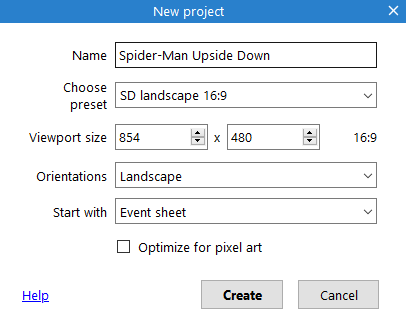 New project
Name Spider-Man Upside Down
Choose preset SD landscape 16:9
Viewport size 854 x 480 16:9
Orientations Landscape
Start with Event sheet
Optimize for pixel art
Help Create Cancel